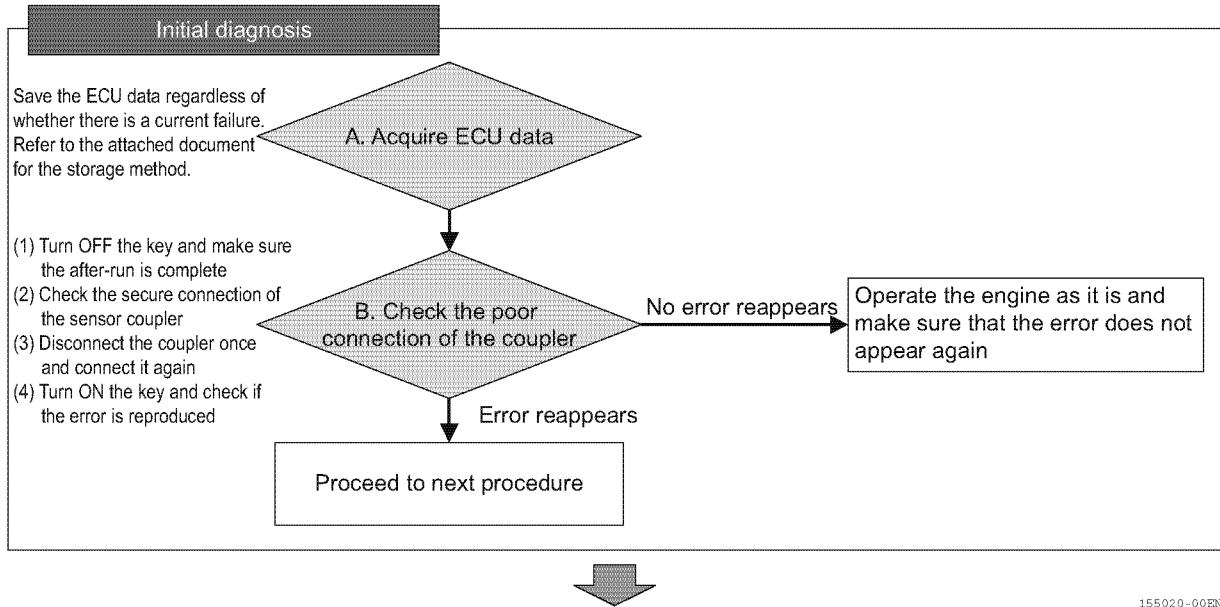 Initial diagnosis
Save the ECU data regardless of
whether there is a current failure.
Refer to the attached document
for the storage method.
A. Acquire ECU data
(1) Turn OFF the key and make sure
the after-run is complete
(2) Check the secure connection of
the sensor coupler
(3) Disconnect the coupler once
and connect it again
(4) Turn ON the key and check if
the error is reproduced
B. Check the poor
connection of the coupler
No error reappears
Operate the engine as it is and
make sure that the error does not
appear again
Error reappears
Proceed to next procedure
155020-00EN